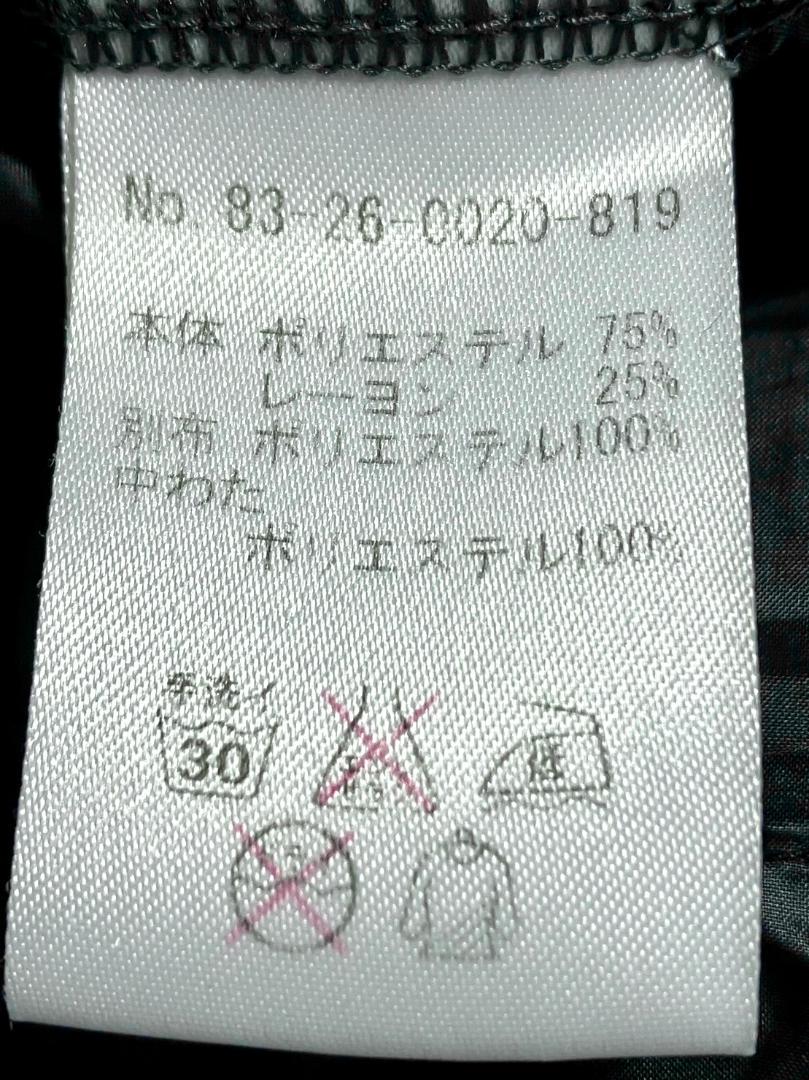 No. 83-26-0020-819
本体 ポリエステル 75%
レーヨン 25%
別布 ポリエステル100%
中わた
ポリエステル100%
手洗イ
30
低